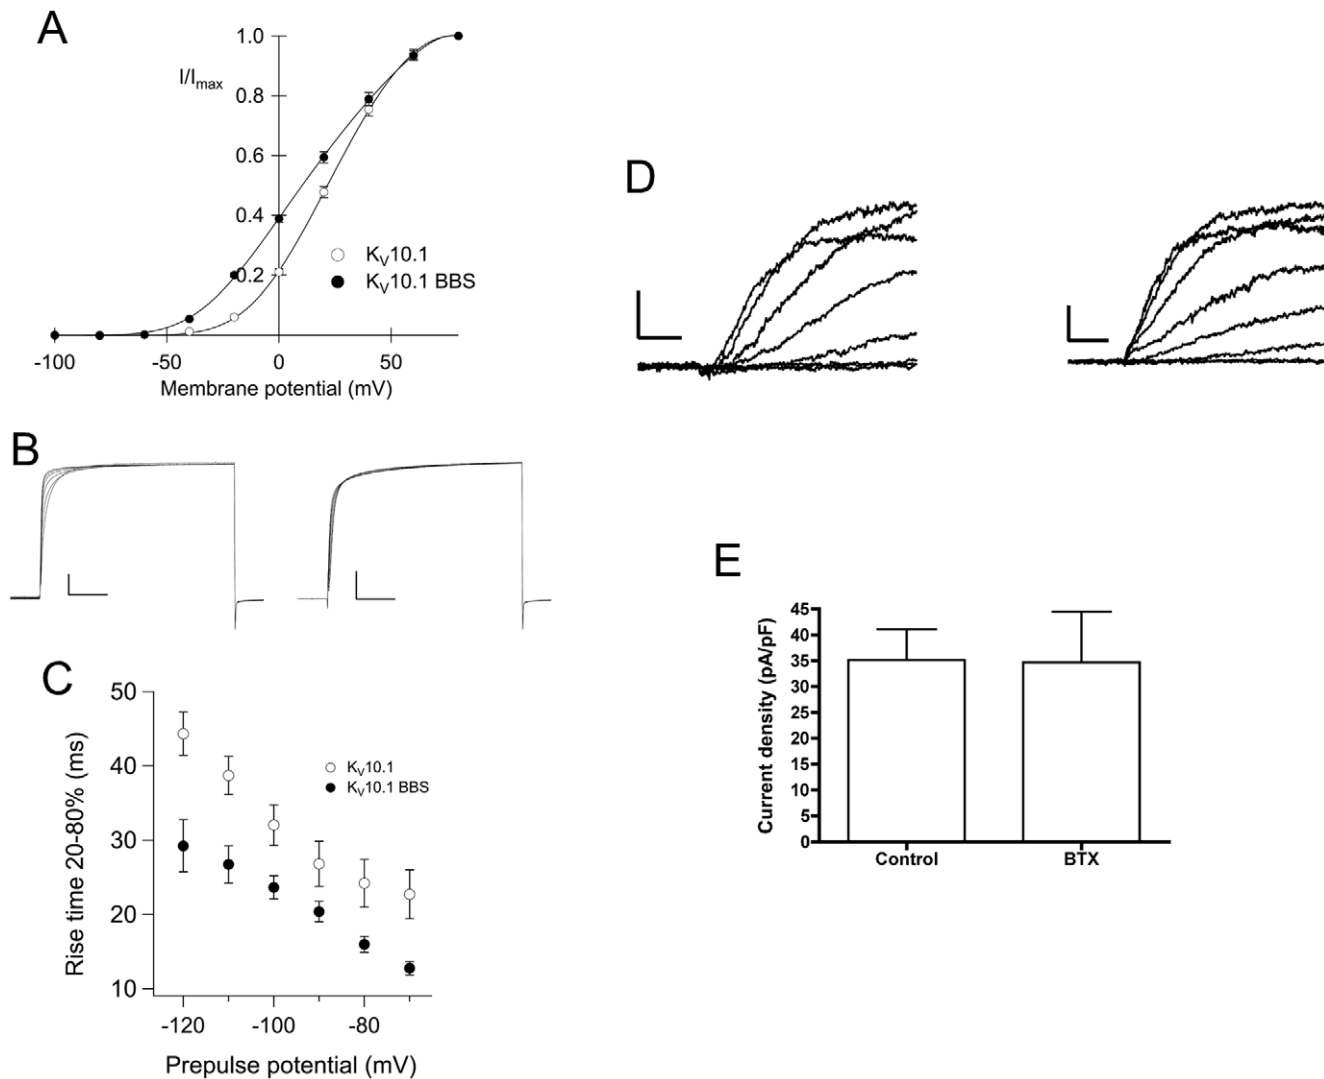 A
I/Imax
1.0
0.8
0.6
0.4
0.2
KV10.1
KV10.1 BBS
-100
-50
0
50
Membrane potential (mV)
B
C
Rise time 20-80% (ms)
50
40
30
20
10
KV10.1
KV10.1 BBS
-120
-100
-80
Prepulse potential (mV)
D
E
Current density (pA/pF)
45
40
35
30
25
20
15
10
5
0
Control
BTX